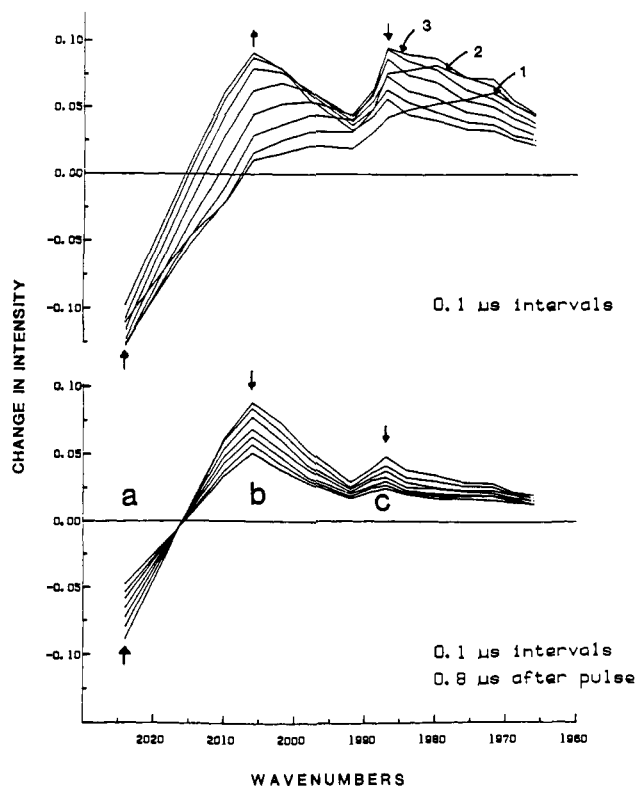 0.10
3
2
1
0.05
0.00
-0.05
-0.10
0.1 µs intervals
CHANGE IN INTENSITY
0.10
0.05
a
b
c
0.00
-0.05
-0.10
0.1 µs intervals
0.8 µs after pulse
2020 2010 2000 1990 1980 1970 1960
WAVENUMBERS